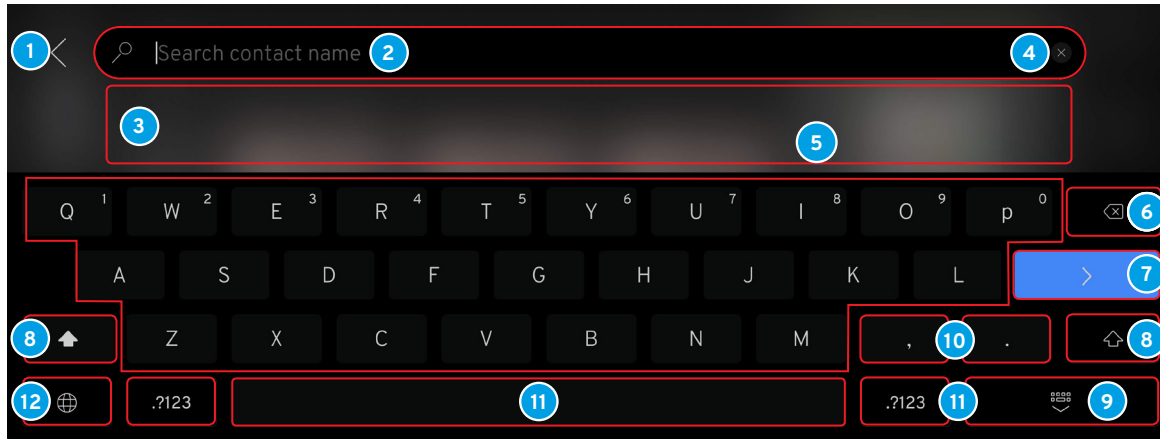 1 Search contact name 2 4
3 5
Q 1 W 2 E 3 R 4 T 5 Y 6 U 7 I 8 O 9 p 0 6
A S D F G H J K L 7
8 Z X C V B N M , 10 . 8
12 .?123 11 .?123 11 9